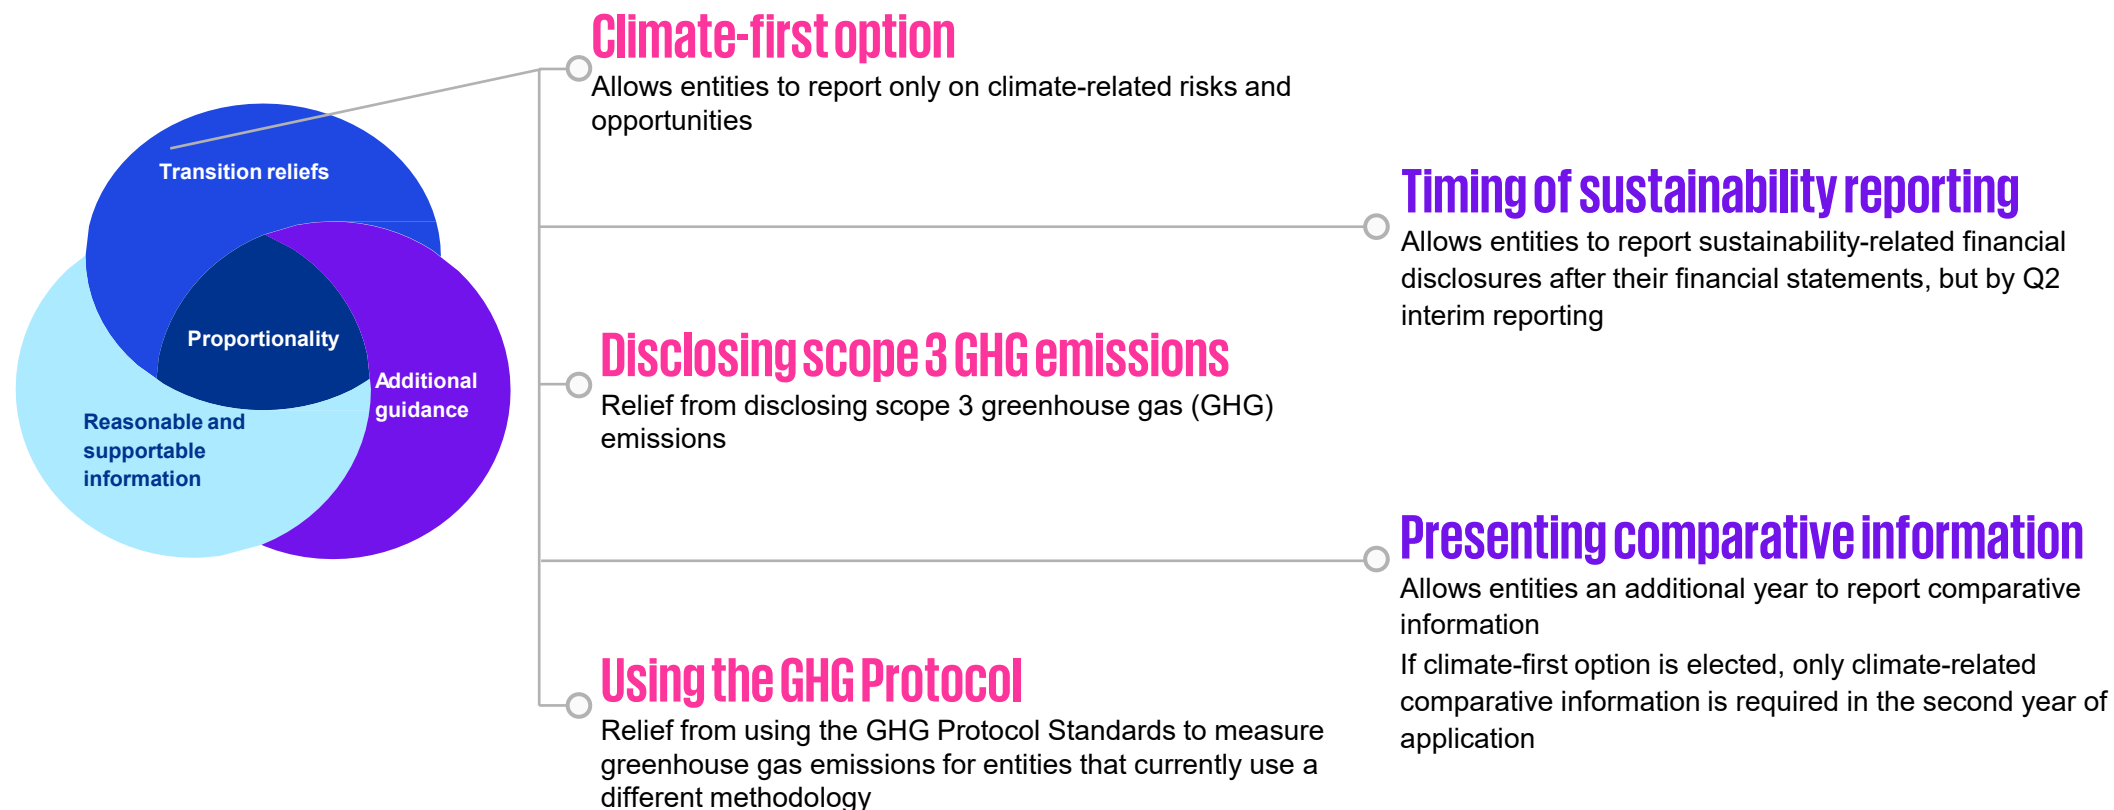 Transition reliefs
Proportionality
Additional
guidance
Reasonable and
supportable
information
Climate-first option
Allows entities to report only on climate-related risks and
opportunities
Timing of sustainability reporting
Allows entities to report sustainability-related financial
disclosures after their financial statements, but by Q2
interim reporting
Disclosing scope 3 GHG emissions
Relief from disclosing scope 3 greenhouse gas (GHG)
emissions
Presenting comparative information
Allows entities an additional year to report comparative
information
If climate-first option is elected, only climate-related
comparative information is required in the second year of
application
Using the GHG Protocol
Relief from using the GHG Protocol Standards to measure
greenhouse gas emissions for entities that currently use a
different methodology